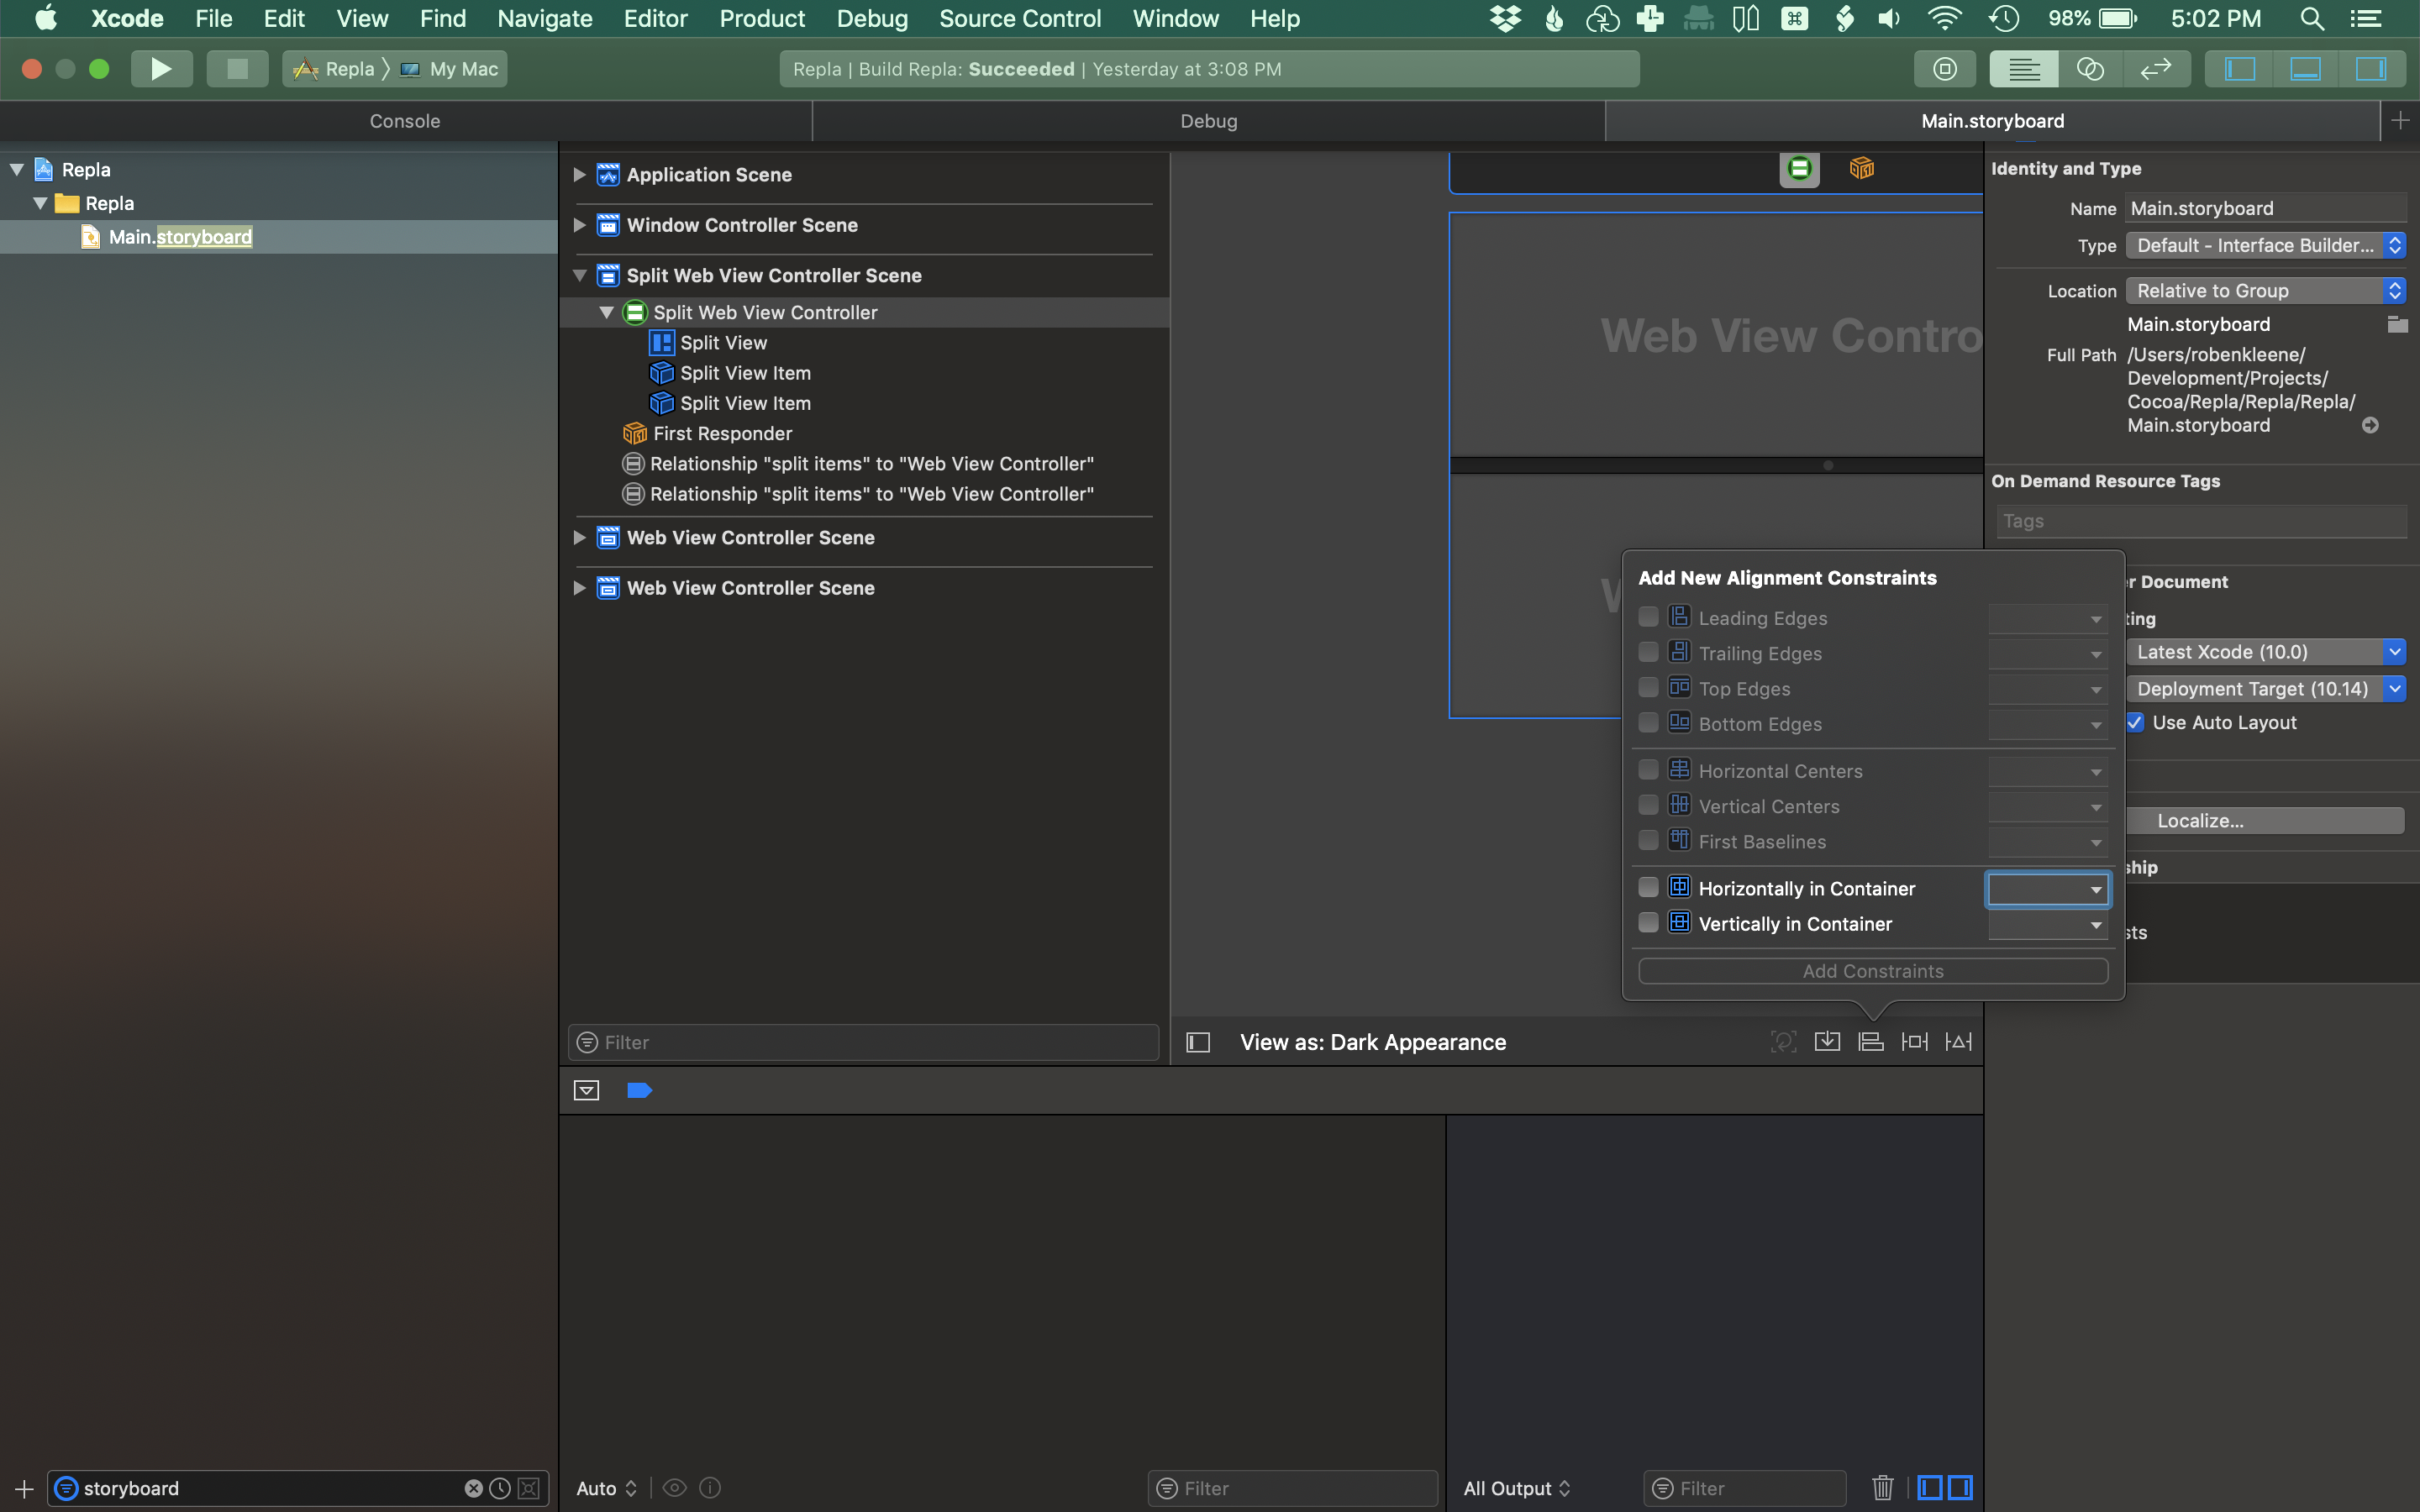 Xcode File Edit View Find Navigate Editor Product Debug Source Control Window Help 98% 5:02 PM
Repla My Mac
Repla | Build Repla: Succeeded | Yesterday at 3:08 PM
Console Debug Main.storyboard
Repla
Repla
Main.storyboard
Application Scene
Window Controller Scene
Split Web View Controller Scene
Split Web View Controller
Split View
Split View Item
Split View Item
First Responder
Relationship "split items" to "Web View Controller"
Relationship "split items" to "Web View Controller"
Web View Controller Scene
Web View Controller Scene
Filter
Web View Contro
W
View as: Dark Appearance
Add New Alignment Constraints
Leading Edges
Trailing Edges
Top Edges
Bottom Edges
Horizontal Centers
Vertical Centers
First Baselines
Horizontally in Container
Vertically in Container
Add Constraints
Identity and Type
Name Main.storyboard
Type Default - Interface Builder...
Location Relative to Group
Main.storyboard
Full Path /Users/robenkleene/
Development/Projects/
Cocoa/Repla/Repla/Repla/
Main.storyboard
On Demand Resource Tags
Tags
r Document
ting
Latest Xcode (10.0)
Deployment Target (10.14)
Use Auto Layout
Localize...
ship
sts
storyboard
Auto
Filter
All Output
Filter